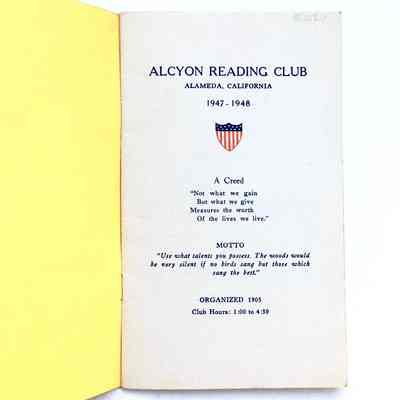 ALCYON READING CLUB
ALAMEDA, CALIFORNIA
1947-1948
A Creed
"Not what we gain
But what we give
Measures the worth
Of the lives we live."
MOTTO
"Use what talents you possess. The woods would
be very silent if no birds sang but those which
sang the best."
ORGANIZED 1905
Club Hours: 1:00 to 4:30